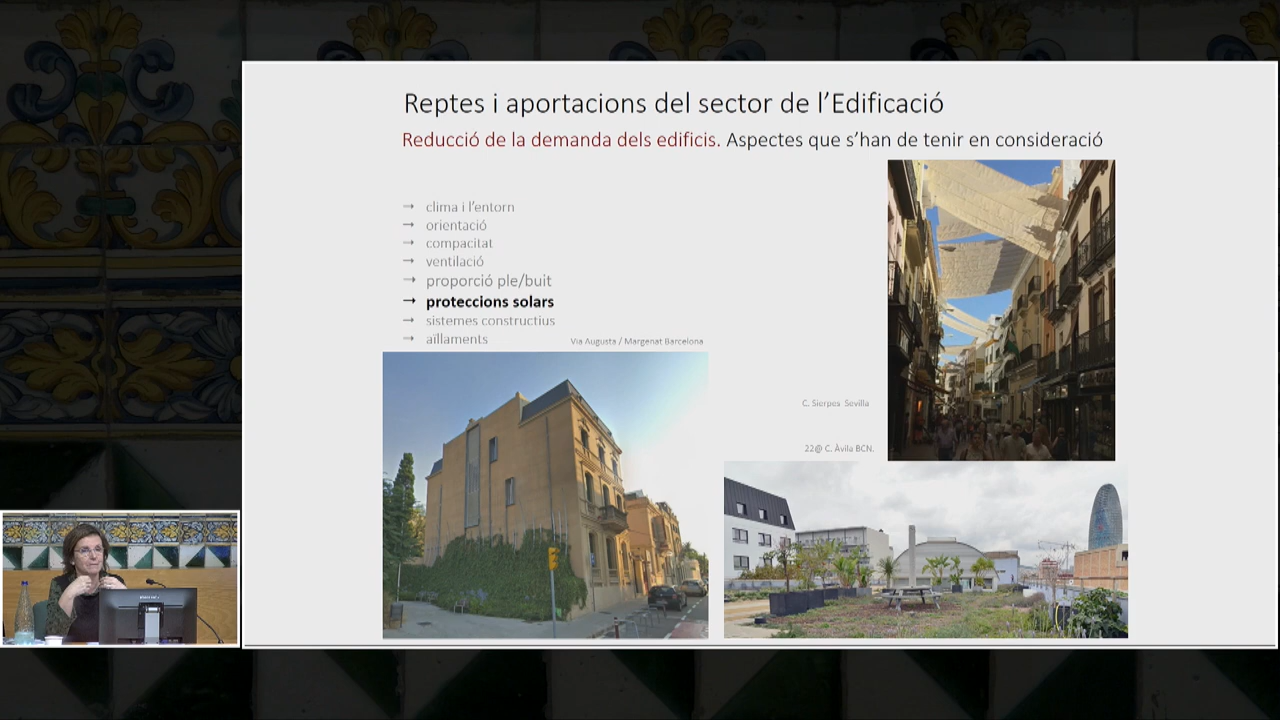 Reptes i aportacions del sector de l'Edificació
Reducció de la demanda dels edificis. Aspectes que s'han de tenir en consideració
→ clima i l'entorn
→ orientació
→ compacitat
→ ventilació
→ proporció ple/buit
→ proteccions solars
→ sistemes constructius
→ aïllaments
Via Augusta / Margenat Barcelona
C. Sierpes Sevilla
22@ C. Àvila BCN.